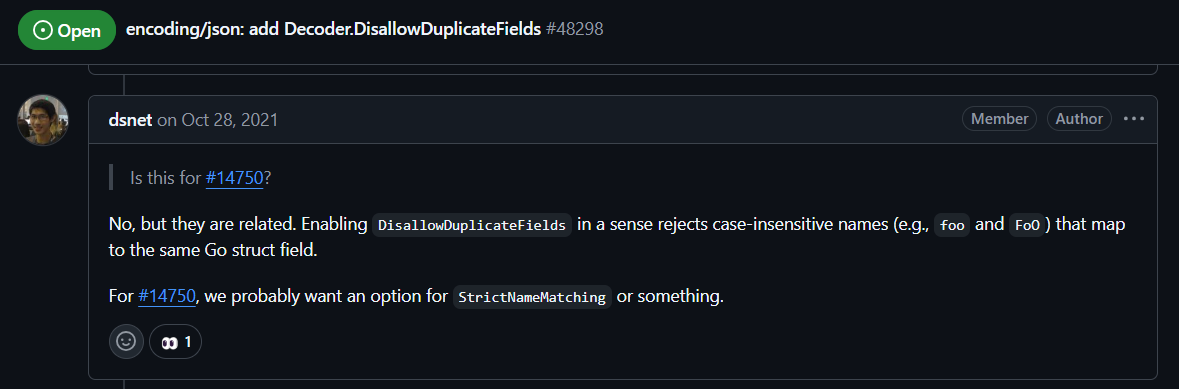 Open encoding/json: add Decoder.DisallowDuplicateFields #48298
dsnet on Oct 28, 2021 Member Author
Is this for #14750?
No, but they are related. Enabling DisallowDuplicateFields in a sense rejects case-insensitive names (e.g., foo and FoO) that map
to the same Go struct field.
For #14750, we probably want an option for StrictNameMatching or something.
👀 1